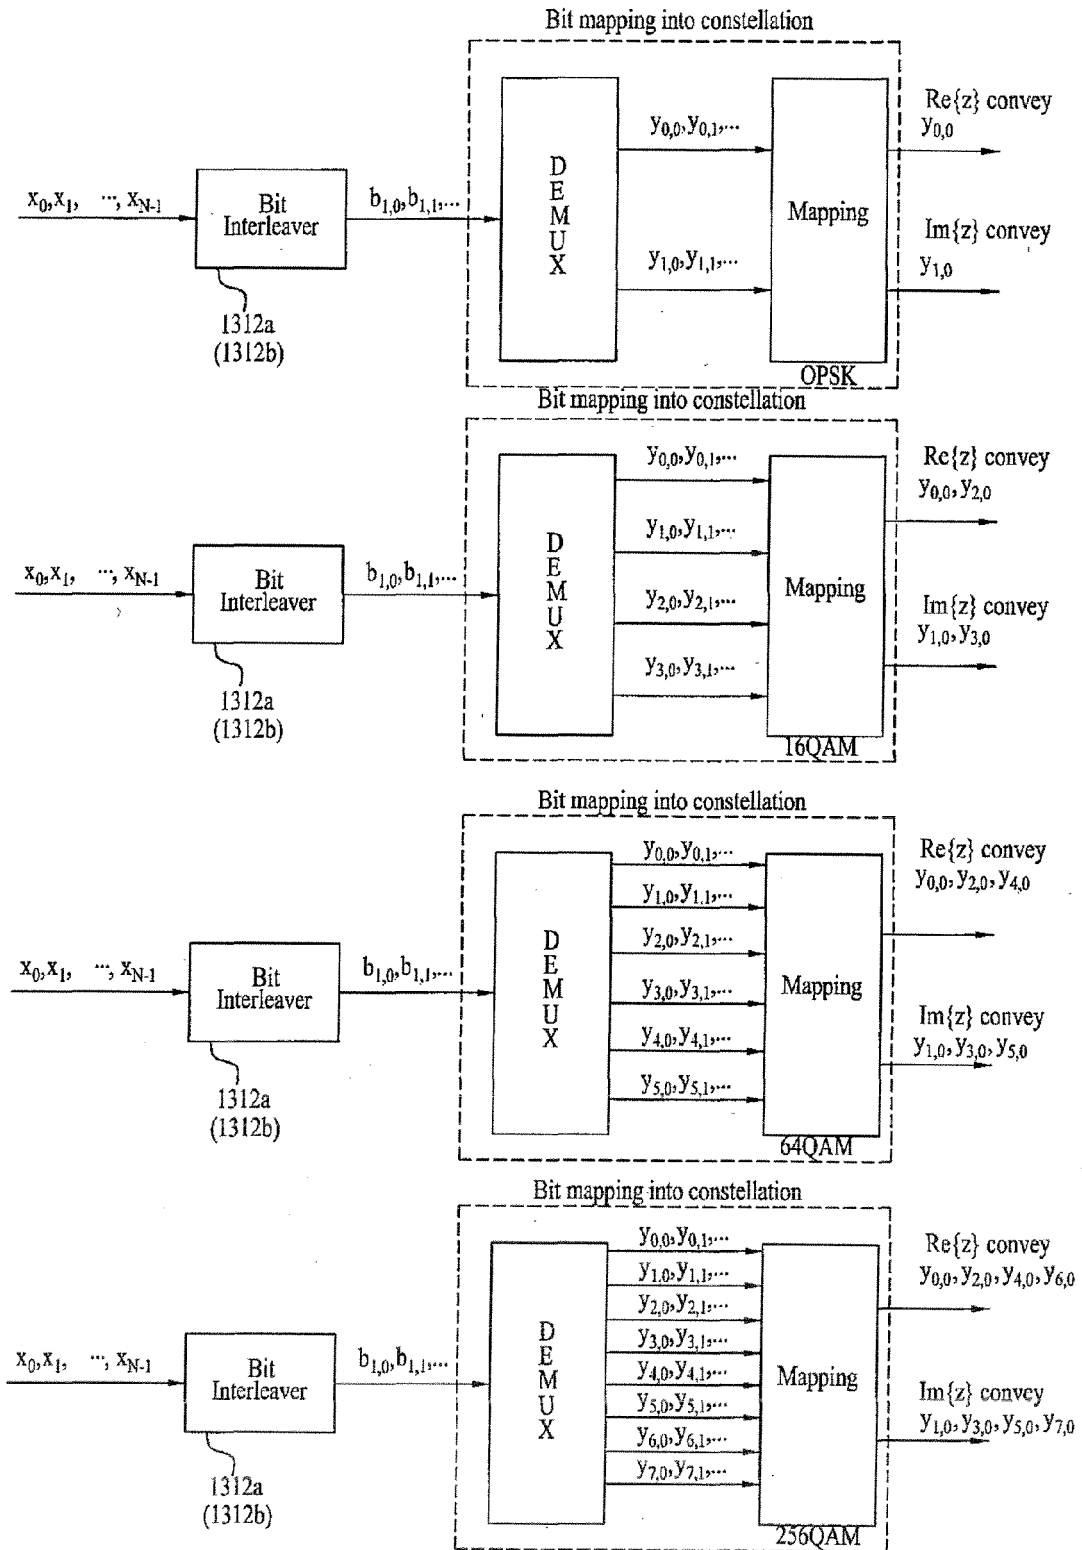 Bit mapping into constellation
Re{z} convey
y0,0
y0,0,y0,1,...
D
E
M
U
X
Mapping
x0,x1, ...,xN-1
Bit
Interleaver
b1,0,b1,1,...
Im{z} convey
y1,0
y1,0,y1,1,...
1312a
(1312b)
OPSK
Bit mapping into constellation
Re{z} convey
y0,0,y2,0
y0,0,y0,1,...
y1,0,y1,1,...
D
E
M
U
X
Mapping
x0,x1, ...,xN-1
Bit
Interleaver
b1,0,b1,1,...
y2,0,y2,1,...
Im{z} convey
y1,0,y3,0
y3,0,y3,1,...
1312a
(1312b)
16QAM
Bit mapping into constellation
Re{z} convey
y0,0,y2,0,y4,0
y0,0,y0,1,...
y1,0,y1,1,...
y2,0,y2,1,...
D
E
M
U
X
Mapping
x0,x1, ...,xN-1
Bit
Interleaver
b1,0,b1,1,...
y3,0,y3,1,...
y4,0,y4,1,...
y5,0,y5,1,...
Im{z} convey
y1,0,y3,0,y5,0
1312a
(1312b)
64QAM
Bit mapping into constellation
Re{z} convey
y0,0,y2,0,y4,0,y6,0
y0,0,y0,1,...
y1,0,y1,1,...
y2,0,y2,1,...
y3,0,y3,1,...
D
E
M
U
X
Mapping
x0,x1, ...,xN-1
Bit
Interleaver
b1,0,b1,1,...
y4,0,y4,1,...
y5,0,y5,1,...
y6,0,y6,1,...
y7,0,y7,1,...
Im{z} convey
y1,0,y3,0,y5,0,y7,0
1312a
(1312b)
256QAM